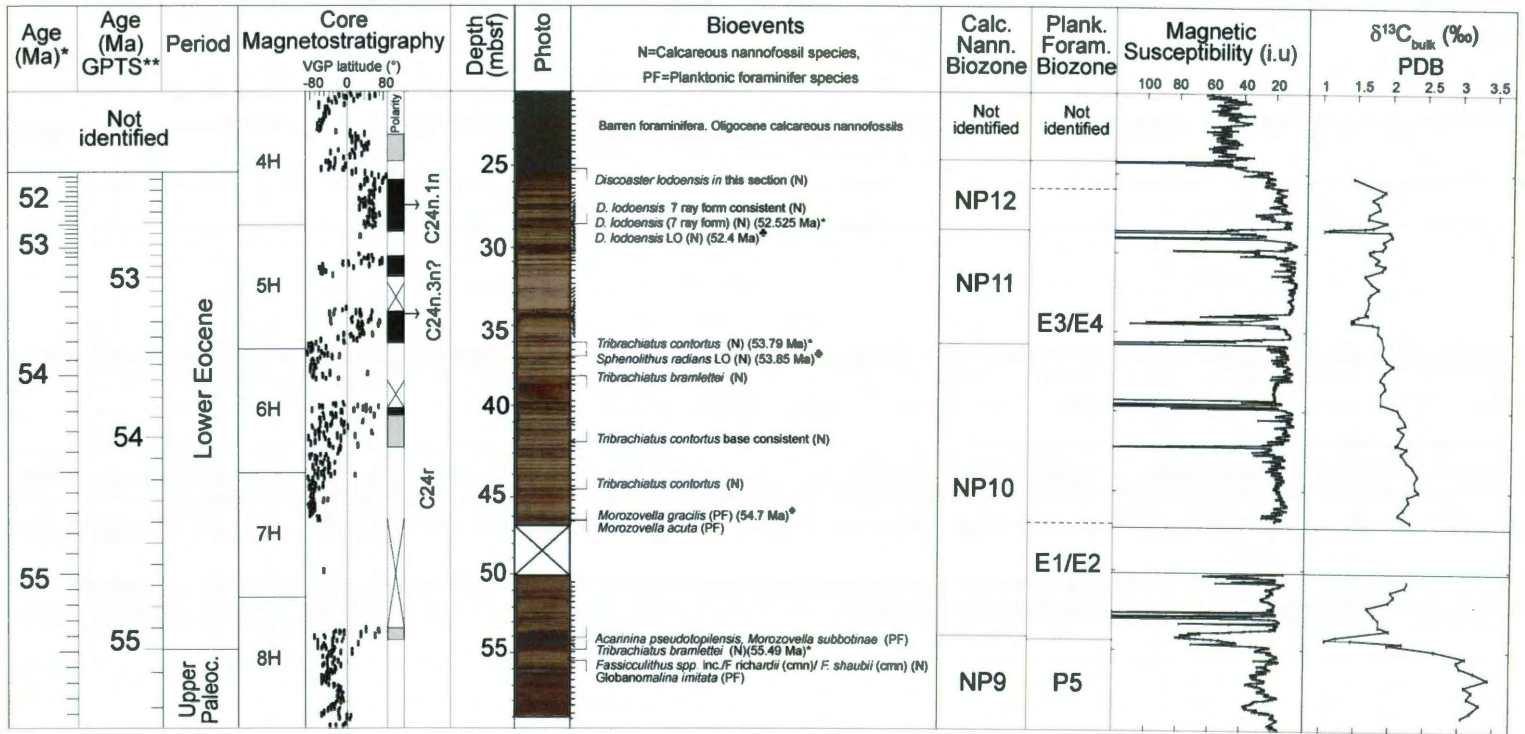 Age
(Ma)*
Age
(Ma)
GPTS**
Period
Core
Magnetostratigraphy
VGP latitude (°)
-80 0 80
Polarity
Depth
(mbsf)
Photo
Bioevents
N=Calcareous nannofossil species,
PF=Planktonic foraminifer species
Calc.
Nann.
Biozone
Plank.
Foram.
Biozone
Magnetic
Susceptibility (i.u)
100 80 60 40 20
δ13Cbulk (‰)
PDB
1 1.5 2 2.5 3 3.5
Not
identified
52
53
54
55
53
54
55
Lower Eocene
Upper
Paleoc.
4H
5H
6H
7H
8H
C24n.1n
C24n.3n?
C24r
25
30
35
40
45
50
55
Barren foraminifera. Oligocene calcareous nannofossils
Discoaster lodoensis in this section (N)
D. lodoensis 7 ray form consistent (N)
D. lodoensis (7 ray form) (N) (52.525 Ma)*
D. lodoensis LO (N) (52.4 Ma)♣
Tribrachiatus contortus (N) (53.79 Ma)*
Sphenolithus radians LO (N) (53.85 Ma)♣
Tribrachiatus bramlettei (N)
Tribrachiatus contortus base consistent (N)
Tribrachiatus contortus (N)
Morozovella gracilis (PF) (54.7 Ma)♣
Morozovella acuta (PF)
Acarinina pseudotopilensis, Morozovella subbotinae (PF)
Tribrachiatus bramlettei (N)(55.49 Ma)*
Fassicculithus spp. inc./F richardii (cmn)/ F. shaubii (cmn) (N)
Globanomalina imitata (PF)
Not
identified
NP12
NP11
NP10
NP9
Not
identified
E3/E4
E1/E2
P5